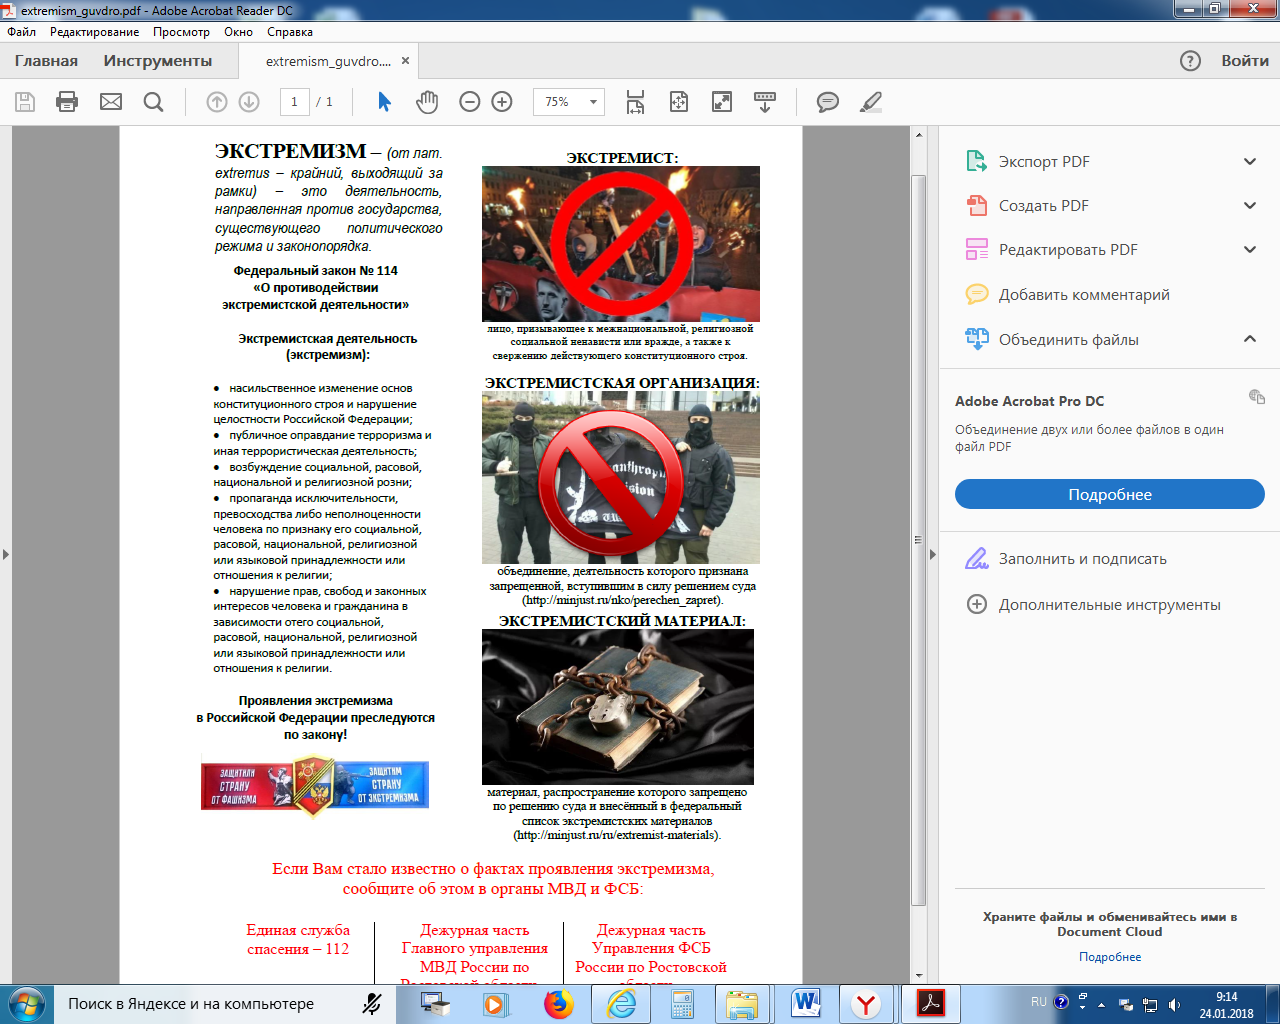 extremism_guvdro.pdf - Adobe Acrobat Reader DC
Файл Редактирование Просмотр Окно Справка
Главная Инструменты extremism_guvdro.... × Войти
1 / 1 75%
ЭКСТРЕМИЗМ – (от лат.
extremus – крайний, выходящий за
рамки) – это деятельность,
направленная против государства,
существующего политического
режима и законопорядка.
Федеральный закон № 114
«О противодействии
экстремистской деятельности»
Экстремистская деятельность
(экстремизм):
• насильственное изменение основ
конституционного строя и нарушение
целостности Российской Федерации;
• публичное оправдание терроризма и
иная террористическая деятельность;
• возбуждение социальной, расовой,
национальной и религиозной розни;
• пропаганда исключительности,
превосходства либо неполноценности
человека по признаку его социальной,
расовой, национальной, религиозной
или языковой принадлежности или
отношения к религии;
• нарушение прав, свобод и законных
интересов человека и гражданина в
зависимости отего социальной,
расовой, национальной, религиозной
или языковой принадлежности или
отношения к религии.
Проявления экстремизма
в Российской Федерации преследуются
по закону!
ЗАЩИТИЛИ
СТРАНУ
ОТ ФАШИЗМА
ЗАЩИТИМ
СТРАНУ
ОТ ЭКСТРЕМИЗМА
ЭКСТРЕМИСТ:
лицо, призывающее к межнациональной, религиозной
социальной ненависти или вражде, а также к
свержению действующего конституционного строя.
ЭКСТРЕМИСТСКАЯ ОРГАНИЗАЦИЯ:
объединение, деятельность которого признана
запрещенной, вступившим в силу решением суда
(http://minjust.ru/nko/perechen_zapret).
ЭКСТРЕМИСТСКИЙ МАТЕРИАЛ:
материал, распространение которого запрещено
по решению суда и внесённый в федеральный
список экстремистских материалов
(http://minjust.ru/ru/extremist-materials).
Если Вам стало известно о фактах проявления экстремизма,
сообщите об этом в органы МВД и ФСБ:
Единая служба
спасения – 112
Дежурная часть
Главного управления
МВД России по
Ростовской области
Дежурная часть
Управления ФСБ
России по Ростовской
области
Экспорт PDF
Создать PDF
Редактировать PDF
Добавить комментарий
Объединить файлы
Adobe Acrobat Pro DC
Объединение двух или более файлов в один
файл PDF
Подробнее
Заполнить и подписать
Дополнительные инструменты
Храните файлы и обменивайтесь ими в
Document Cloud
Подробнее
Поиск в Яндексе и на компьютере
RU
9:14
24.01.2018